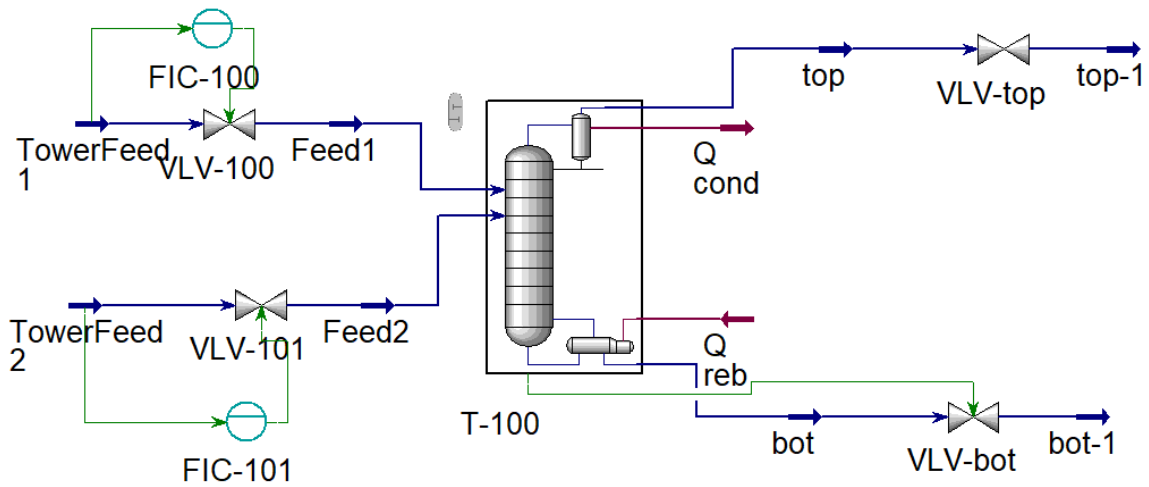 FIC-100
TowerFeed
1
VLV-100
Feed1
top
VLV-top
top-1
Q
cond
TowerFeed
2
VLV-101
Feed2
Q
reb
T-100
FIC-101
bot
VLV-bot
bot-1